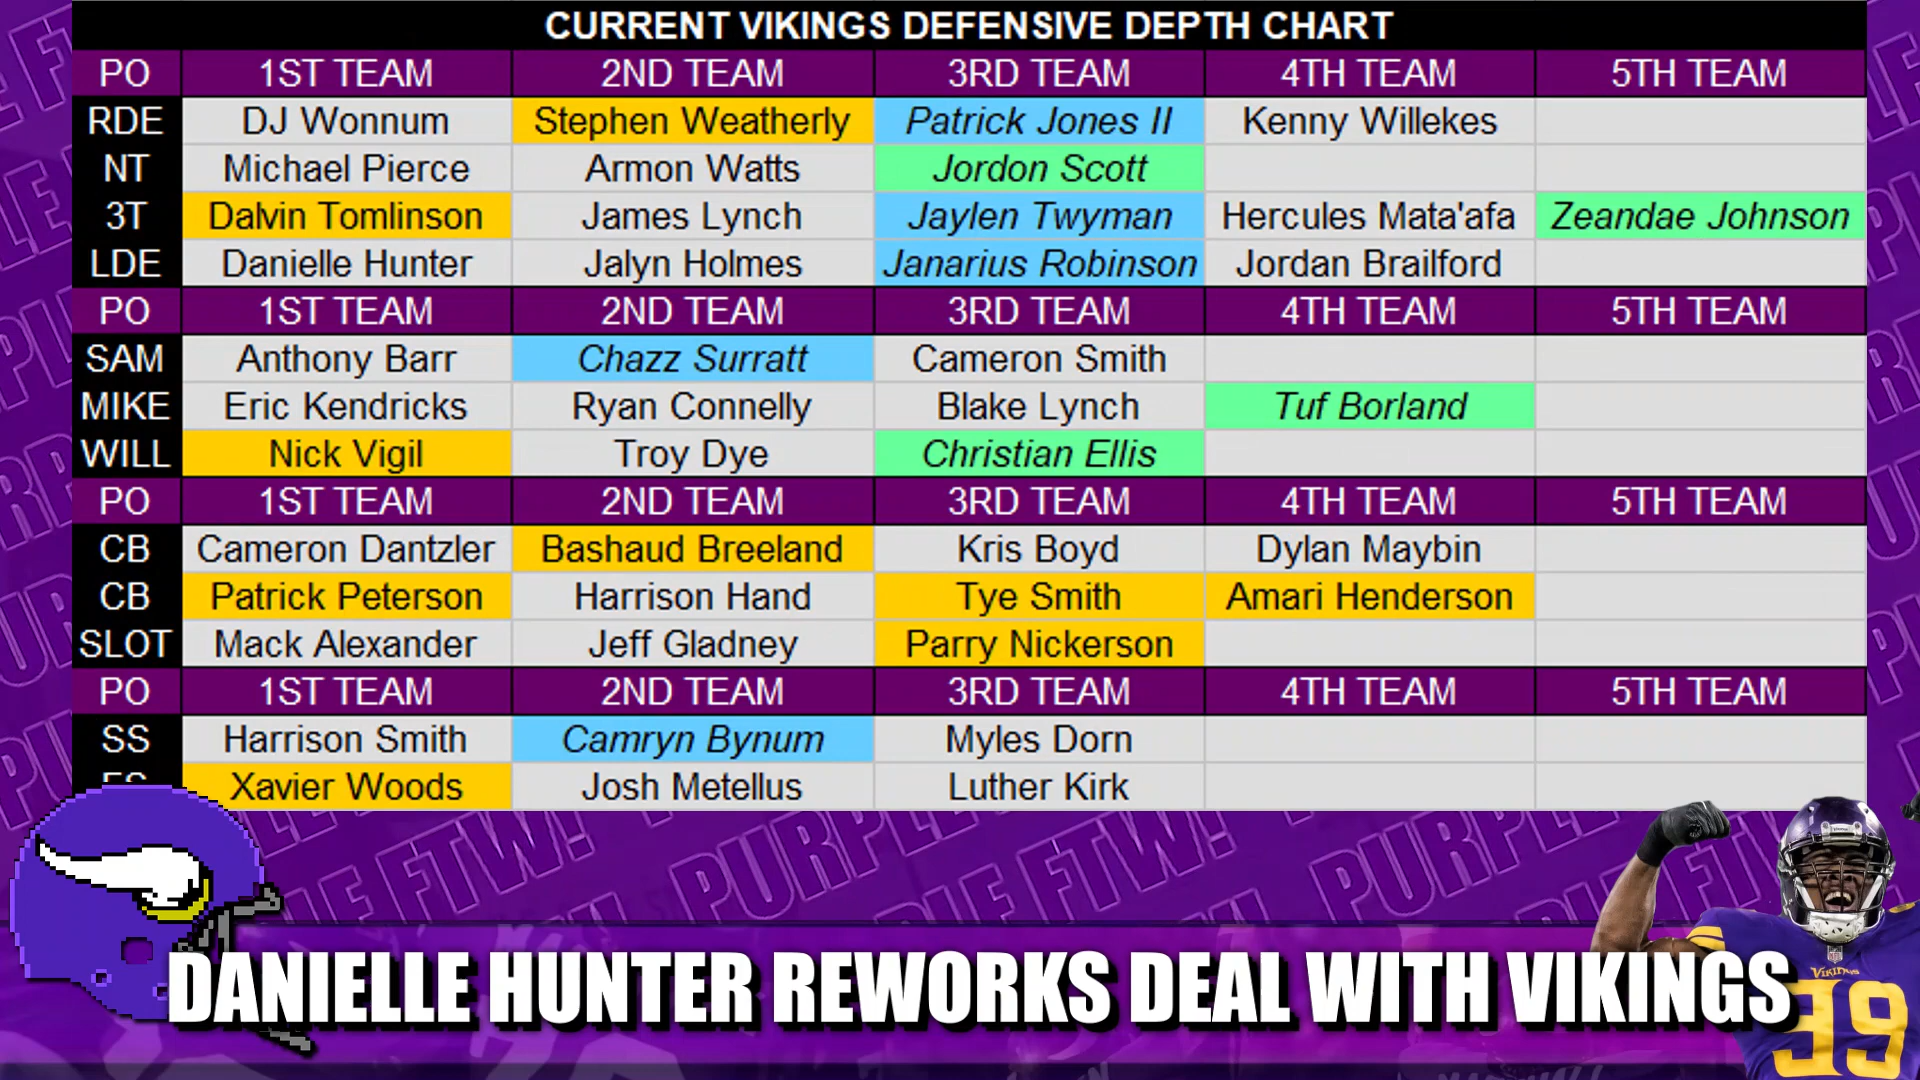 CURRENT VIKINGS DEFENSIVE DEPTH CHART
PO 1ST TEAM 2ND TEAM 3RD TEAM 4TH TEAM 5TH TEAM
RDE DJ Wonnum Stephen Weatherly Patrick Jones II Kenny Willekes
NT Michael Pierce Armon Watts Jordon Scott
3T Dalvin Tomlinson James Lynch Jaylen Twyman Hercules Mata'afa Zeandae Johnson
LDE Danielle Hunter Jalyn Holmes Janarius Robinson Jordan Brailford
PO 1ST TEAM 2ND TEAM 3RD TEAM 4TH TEAM 5TH TEAM
SAM Anthony Barr Chazz Surratt Cameron Smith
MIKE Eric Kendricks Ryan Connelly Blake Lynch Tuf Borland
WILL Nick Vigil Troy Dye Christian Ellis
PO 1ST TEAM 2ND TEAM 3RD TEAM 4TH TEAM 5TH TEAM
CB Cameron Dantzler Bashaud Breeland Kris Boyd Dylan Maybin
CB Patrick Peterson Harrison Hand Tye Smith Amari Henderson
SLOT Mack Alexander Jeff Gladney Parry Nickerson
PO 1ST TEAM 2ND TEAM 3RD TEAM 4TH TEAM 5TH TEAM
SS Harrison Smith Camryn Bynum Myles Dorn
Xavier Woods Josh Metellus Luther Kirk
PURPLE FTW!
DANIELLE HUNTER REWORKS DEAL WITH VIKINGS
VIKINGS
99